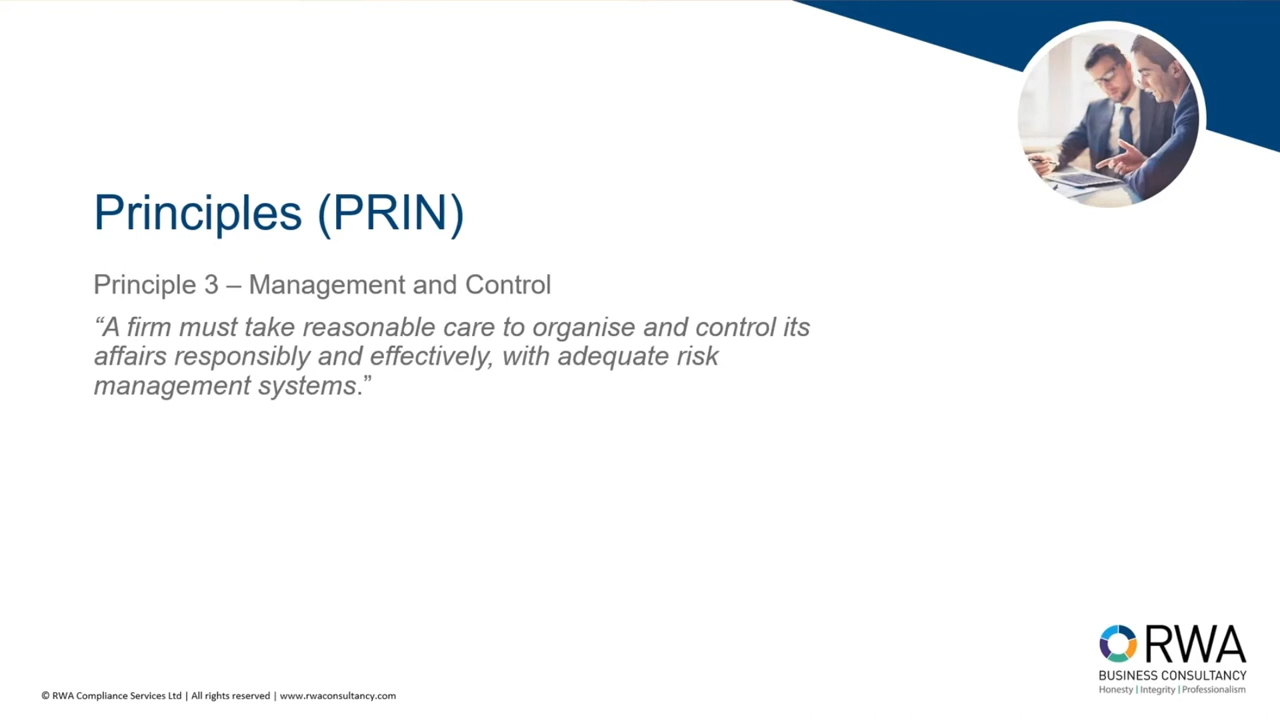 Principles (PRIN)
Principle 3 – Management and Control
“A firm must take reasonable care to organise and control its
affairs responsibly and effectively, with adequate risk
management systems.”
RWA
BUSINESS CONSULTANCY
Honesty | Integrity | Professionalism
© RWA Compliance Services Ltd | All rights reserved | www.rwaconsultancy.com